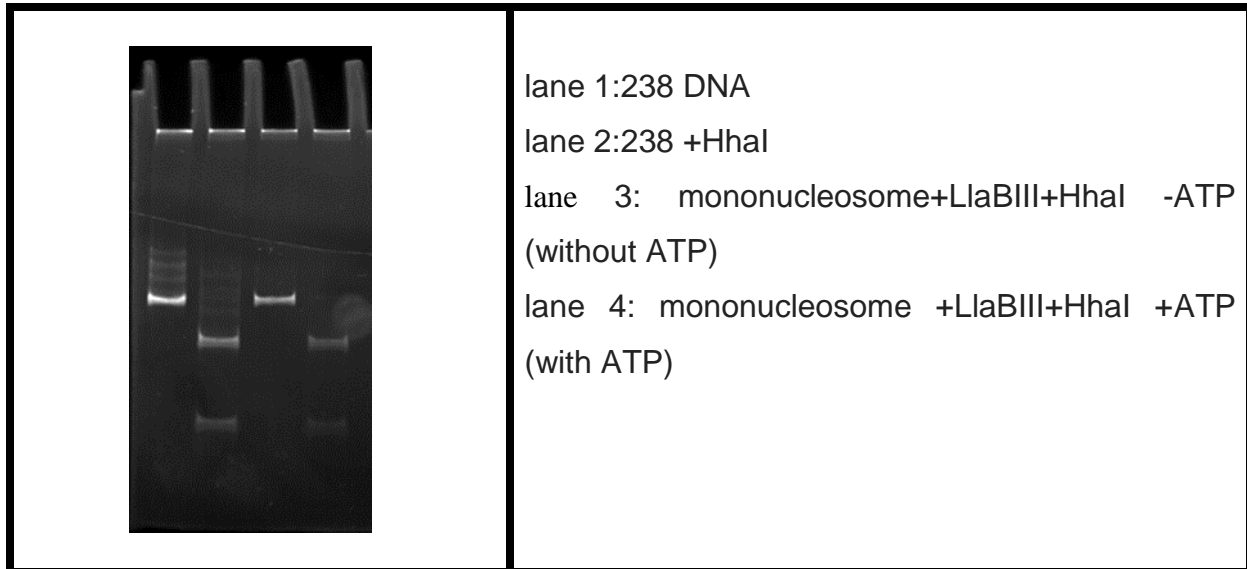 lane 1:238 DNA
lane 2:238 +HhaI
lane 3: mononucleosome+LlaBIII+HhaI -ATP
(without ATP)
lane 4: mononucleosome +LlaBIII+HhaI +ATP
(with ATP)